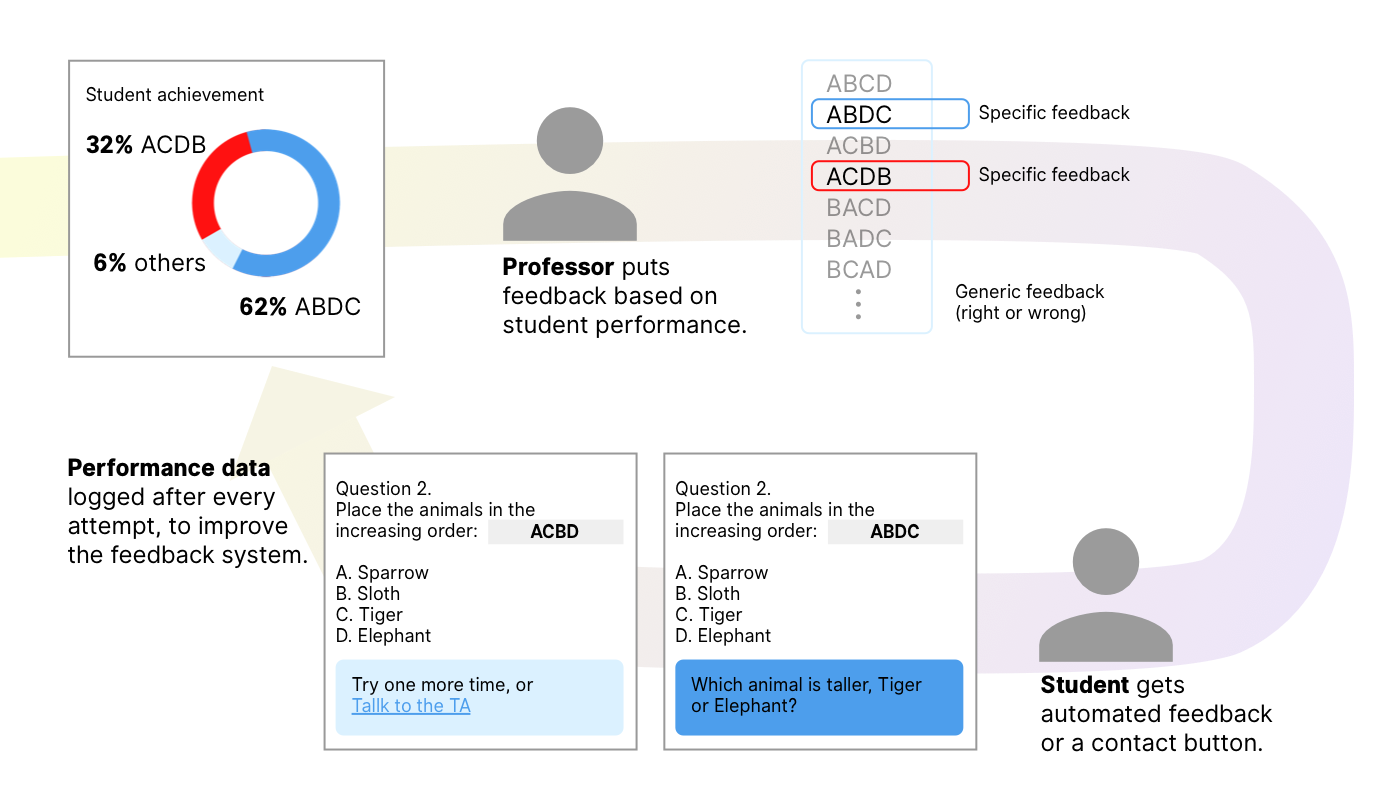 Student achievement
32% ACDB
6% others
62% ABDC
Professor puts
feedback based on
student performance.
ABCD
ABDC
Specific feedback
ACBD
ACDB
Specific feedback
BACD
BADC
BCAD
Generic feedback
(right or wrong)
Performance data
logged after every
attempt, to improve
the feedback system.
Question 2.
Place the animals in the
increasing order: ACBD
A. Sparrow
B. Sloth
C. Tiger
D. Elephant
Try one more time, or
Tallk to the TA
Question 2.
Place the animals in the
increasing order: ABDC
A. Sparrow
B. Sloth
C. Tiger
D. Elephant
Which animal is taller, Tiger
or Elephant?
Student gets
automated feedback
or a contact button.